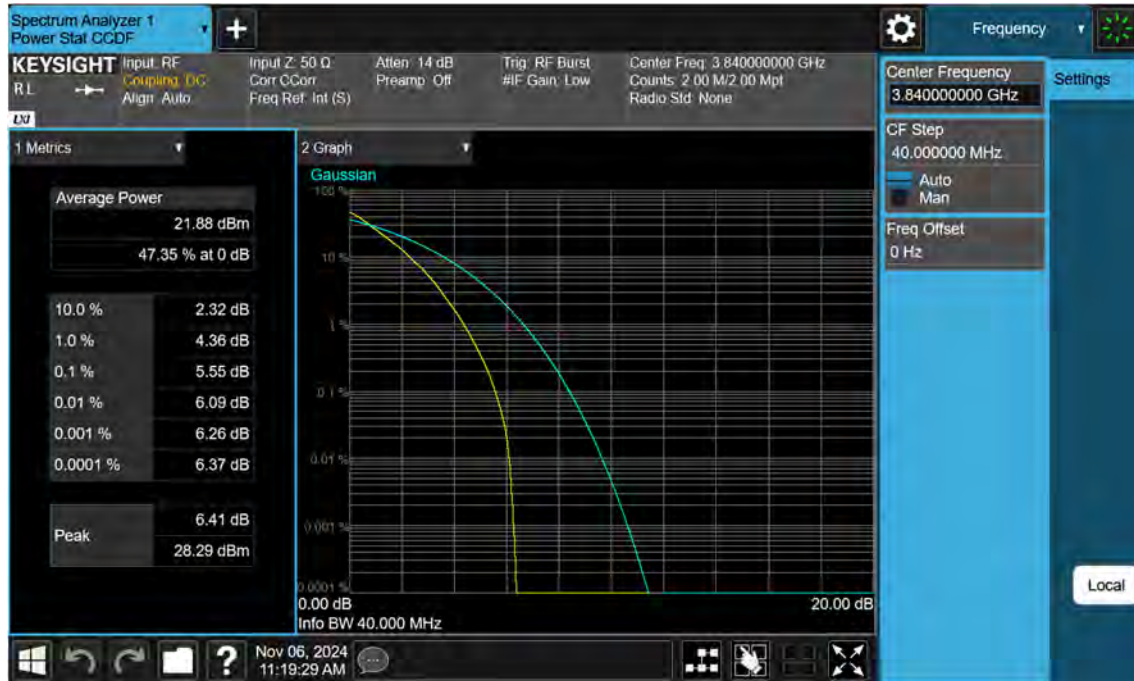 Spectrum Analyzer 1
Power Stat CCDF
Frequency
KEYSIGHT
R L
LXI
Input: RF
Coupling: DC
Align: Auto
Input Z: 50 Ω
Corr CCorr
Freq Ref: Int (S)
Atten: 14 dB
Preamp: Off
Trig: RF Burst
#IF Gain: Low
Center Freq: 3.840000000 GHz
Counts: 2.00 M/2.00 Mpt
Radio Std: None
Center Frequency
3.840000000 GHz
Settings
CF Step
40.000000 MHz
Auto
Man
Freq Offset
0 Hz
Local
1 Metrics
Average Power
21.88 dBm
47.35 % at 0 dB
10.0 % 2.32 dB
1.0 % 4.36 dB
0.1 % 5.55 dB
0.01 % 6.09 dB
0.001 % 6.26 dB
0.0001 % 6.37 dB
Peak
6.41 dB
28.29 dBm
2 Graph
Gaussian
100 %
10 %
1 %
0.1 %
0.01 %
0.001 %
0.0001 %
0.00 dB 20.00 dB
Info BW 40.000 MHz
?
Nov 06, 2024
11:19:29 AM